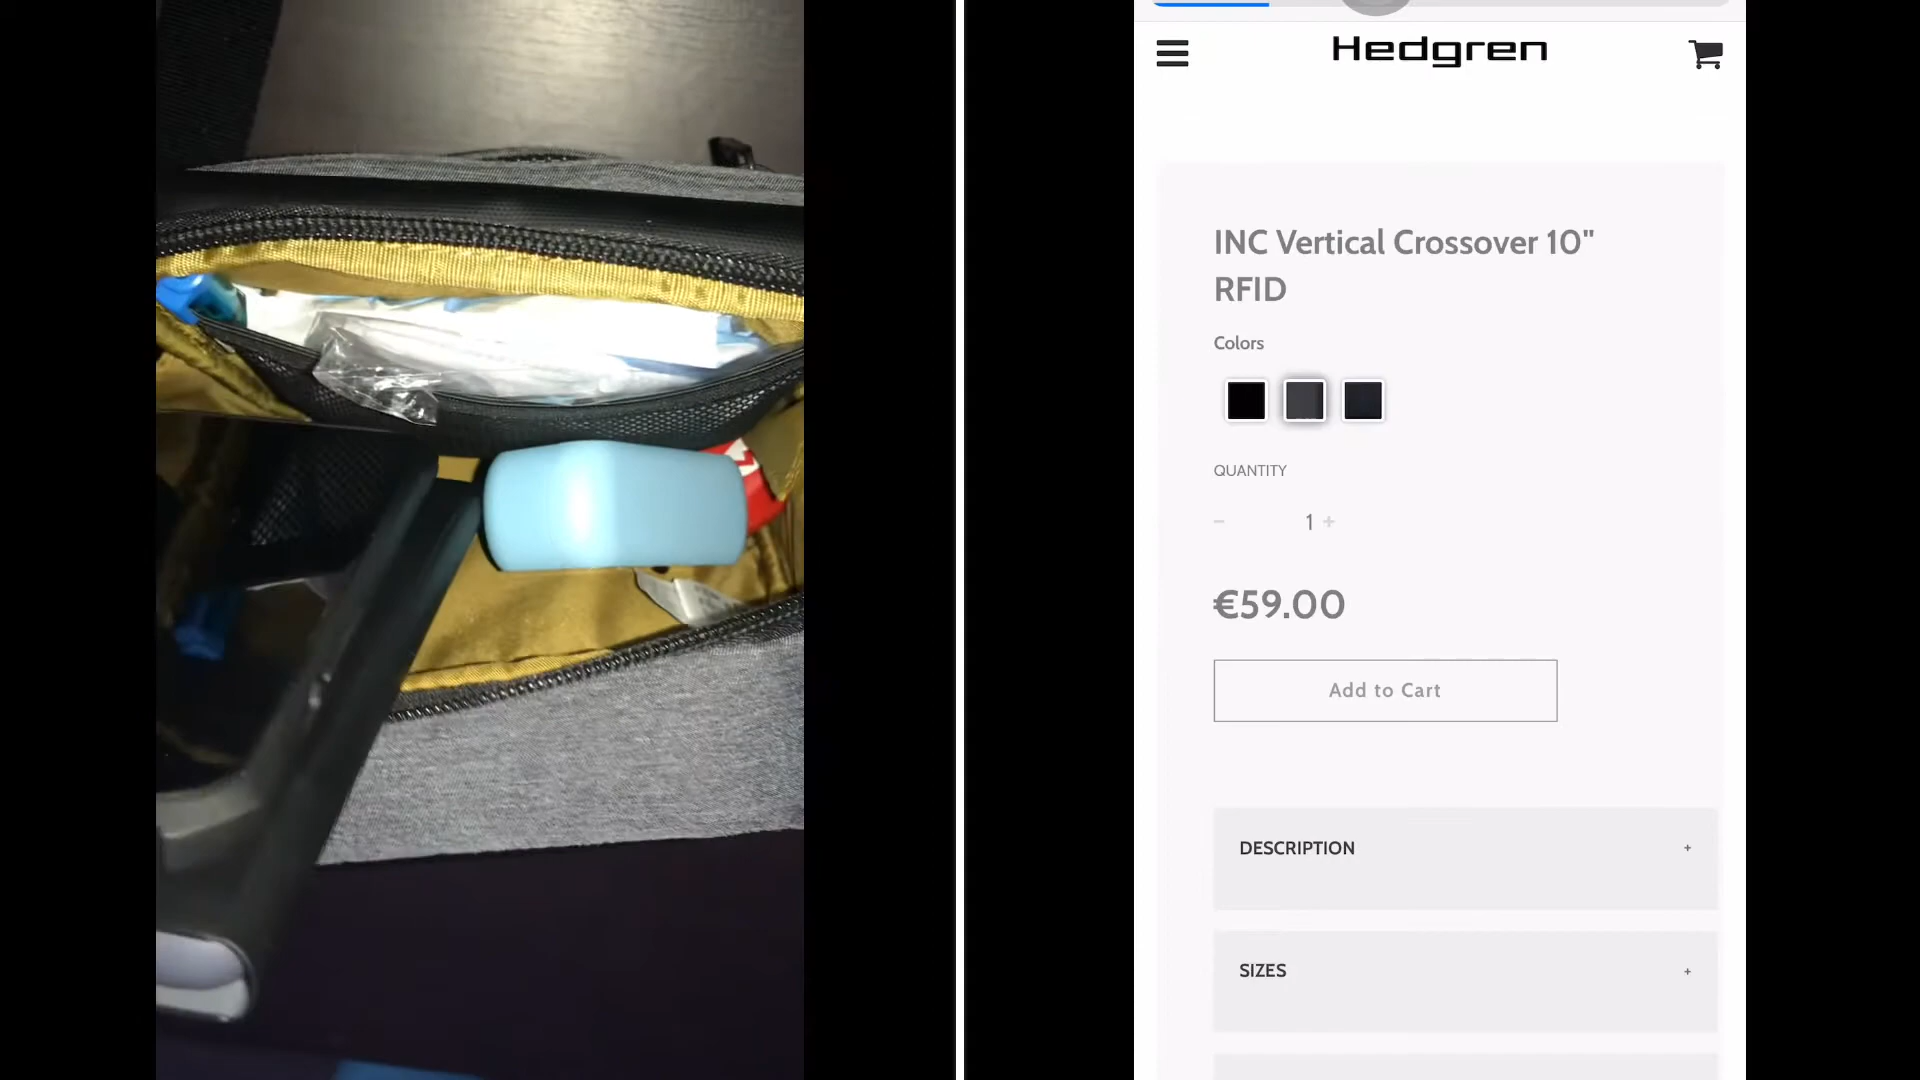 Hedgren
INC Vertical Crossover 10"
RFID
Colors
QUANTITY
- 1 +
€59.00
Add to Cart
DESCRIPTION +
SIZES +